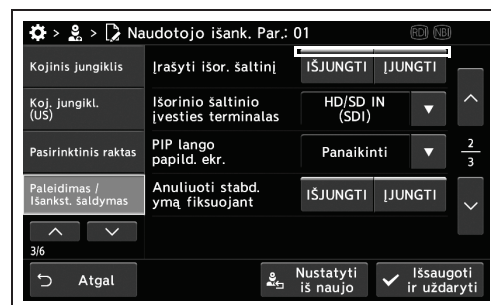 > > Naudotojo išank. Par.: 01 RDI NBI
Kojinis jungiklis
Įrašyti išor. šaltinį IŠJUNGTI ĮJUNGTI
Koj. jungikl.
(US)
Išorinio šaltinio
įvesties terminalas
HD/SD IN
(SDI)
▼
Pasirinktinis raktas
PIP lango
papild. ekr.
Panaikinti ▼
2
3
Paleidimas /
Išankst. šaldymas
Anuliuoti stabd.
ymą fiksuojant
IŠJUNGTI ĮJUNGTI
3/6
Atgal
Nustatyti
iš naujo
Išsaugoti
ir uždaryti